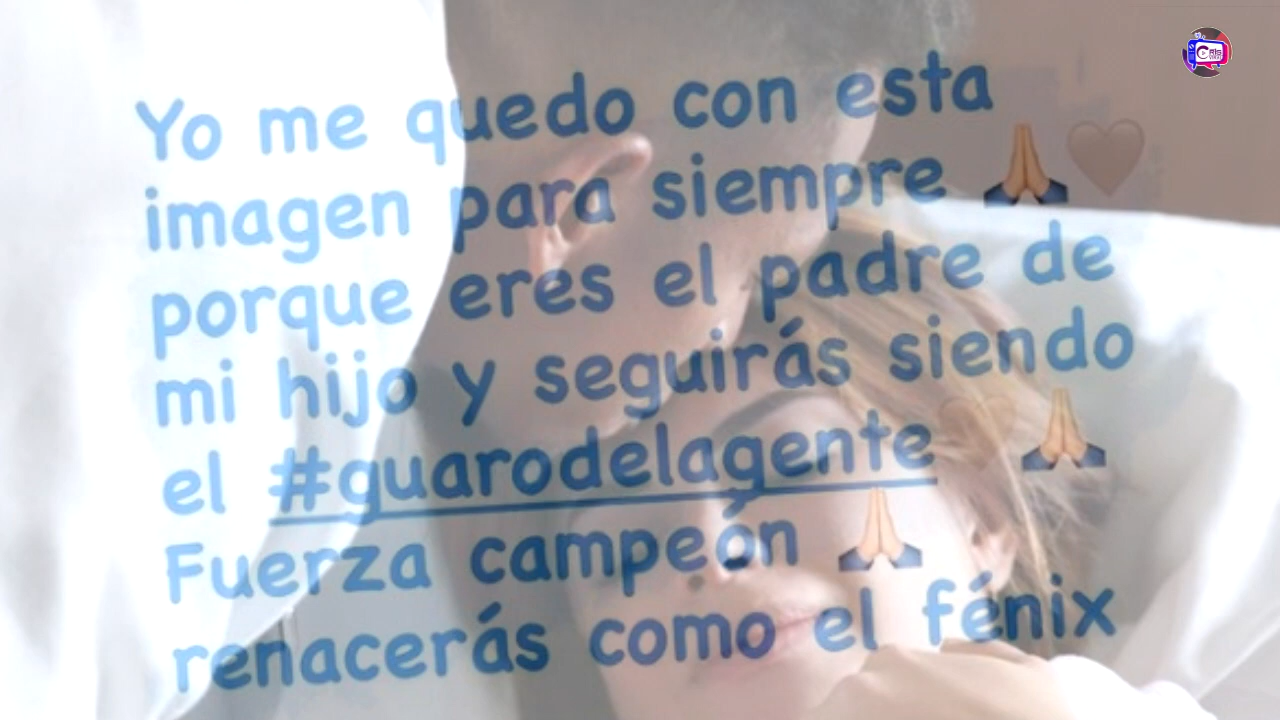 Yo me quedo con esta
imagen para siempre 🙏🤎
porque eres el padre de
mi hijo y seguirás siendo
el #guarodelagente 🤎🙏
Fuerza campeón 🙏
renacerás como el fénix